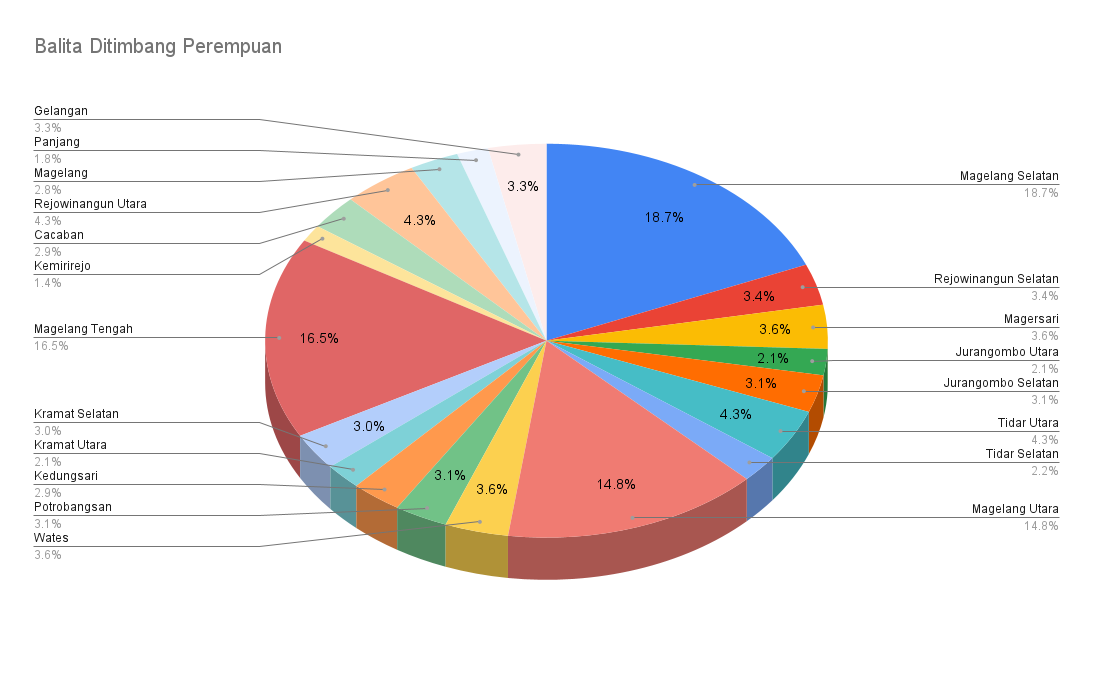 Balita Ditimbang Perempuan
Gelangan
3.3%
Panjang
1.8%
Magelang
2.8%
Rejowinangun Utara
4.3%
Cacaban
2.9%
Kemirirejo
1.4%
Magelang Tengah
16.5%
Kramat Selatan
3.0%
Kramat Utara
2.1%
Kedungsari
2.9%
Potrobangsan
3.1%
Wates
3.6%
3.3%
18.7%
4.3%
3.4%
3.6%
16.5%
2.1%
3.1%
4.3%
3.0%
3.1%
14.8%
3.6%
Magelang Selatan
18.7%
Rejowinangun Selatan
3.4%
Magersari
3.6%
Jurangombo Utara
2.1%
Jurangombo Selatan
3.1%
Tidar Utara
4.3%
Tidar Selatan
2.2%
Magelang Utara
14.8%